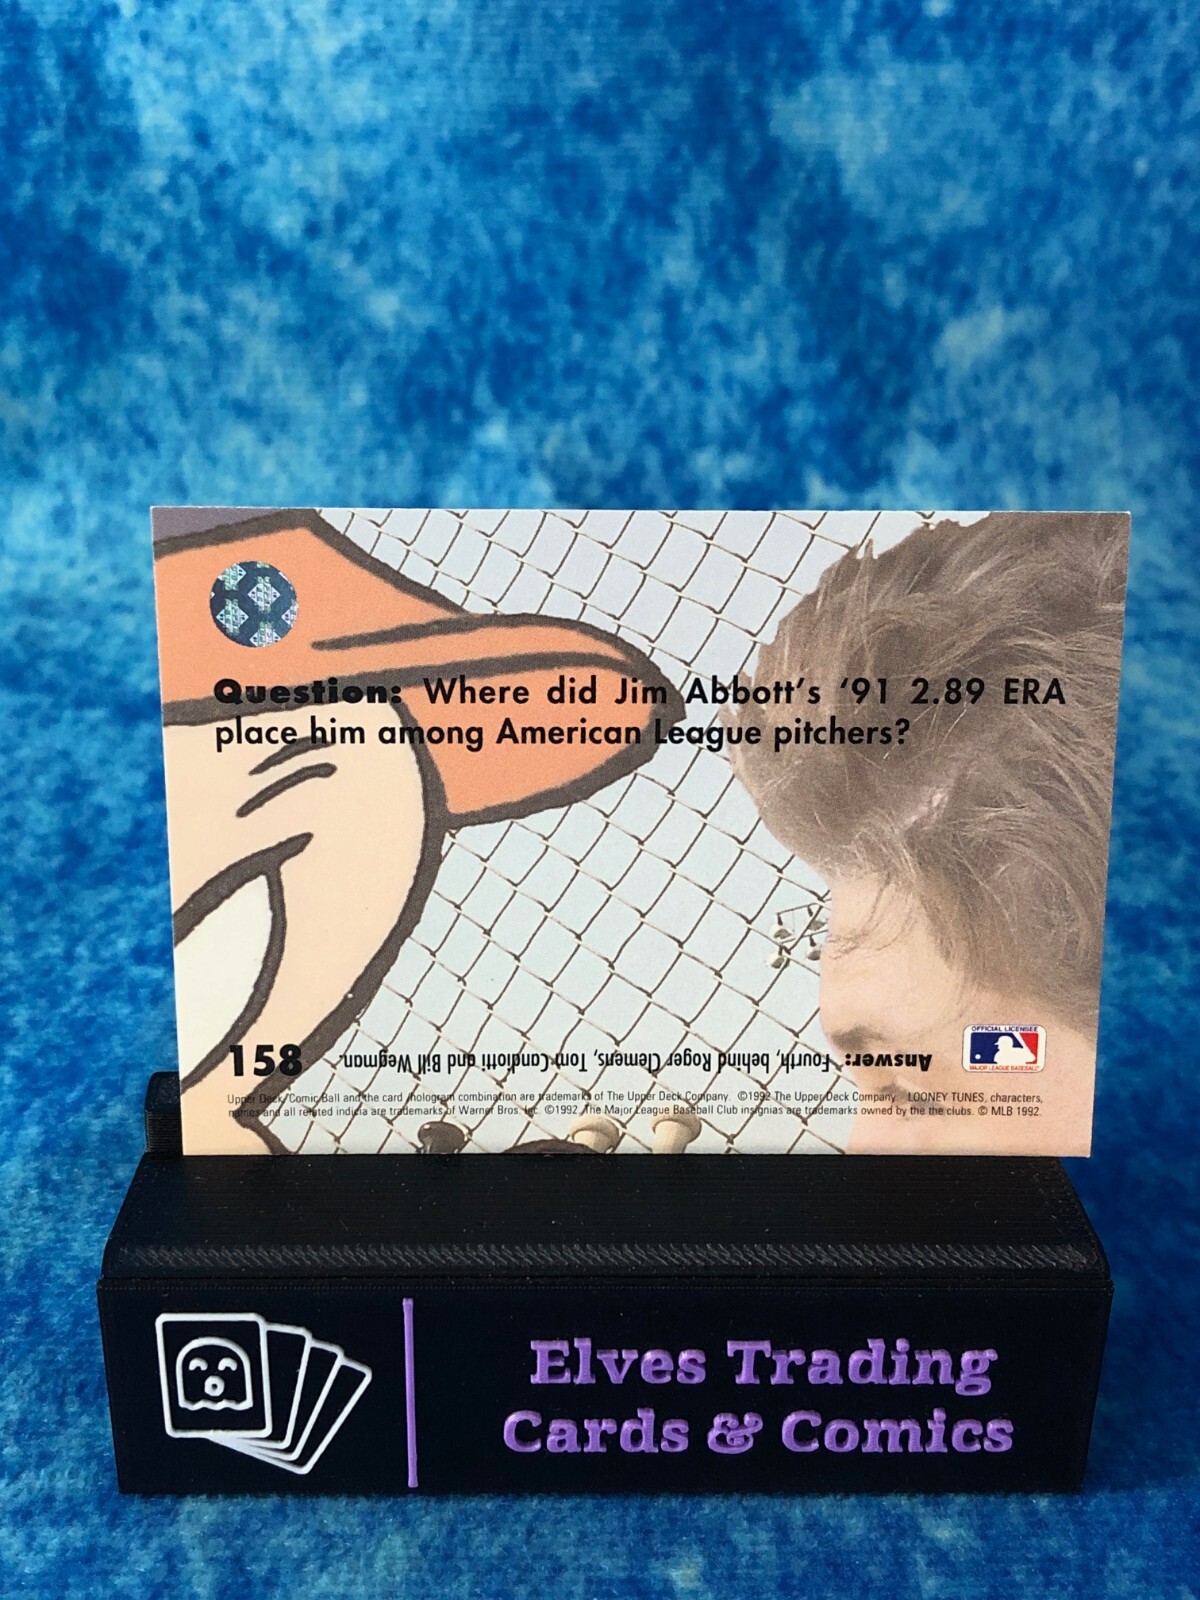 Question: Where did Jim Abbott's '91 2.89 ERA
place him among American League pitchers?
158
Answer: Fourth, behind Roger Clemens, Tom Candiotti and Bill Wegman.
OFFICIAL LICENSEE
MAJOR LEAGUE BASEBALL
Upper Deck, Comic Ball and the card /hologram combination are trademarks of The Upper Deck Company. ©1992 The Upper Deck Company. LOONEY TUNES, characters,
names and all related indicia are trademarks of Warner Bros. Inc. ©1992. The Major League Baseball Club insignias are trademarks owned by the the clubs. © MLB 1992.
Elves Trading
Cards & Comics